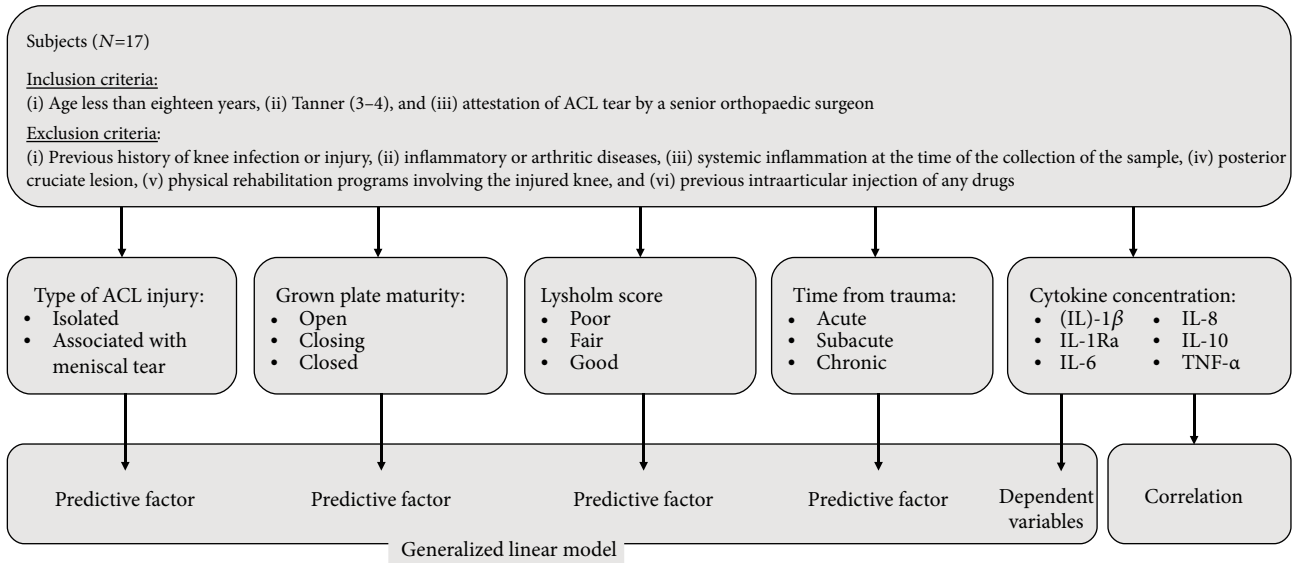 Subjects (N=17)
Inclusion criteria:
(i) Age less than eighteen years, (ii) Tanner (3–4), and (iii) attestation of ACL tear by a senior orthopaedic surgeon
Exclusion criteria:
(i) Previous history of knee infection or injury, (ii) inflammatory or arthritic diseases, (iii) systemic inflammation at the time of the collection of the sample, (iv) posterior
cruciate lesion, (v) physical rehabilitation programs involving the injured knee, and (vi) previous intraarticular injection of any drugs
Type of ACL injury:
• Isolated
• Associated with
meniscal tear
Grown plate maturity:
• Open
• Closing
• Closed
Lysholm score
• Poor
• Fair
• Good
Time from trauma:
• Acute
• Subacute
• Chronic
Cytokine concentration:
• (IL)-1β
• IL-1Ra
• IL-6
• IL-8
• IL-10
• TNF-α
Predictive factor
Predictive factor
Predictive factor
Predictive factor
Dependent
variables
Correlation
Generalized linear model